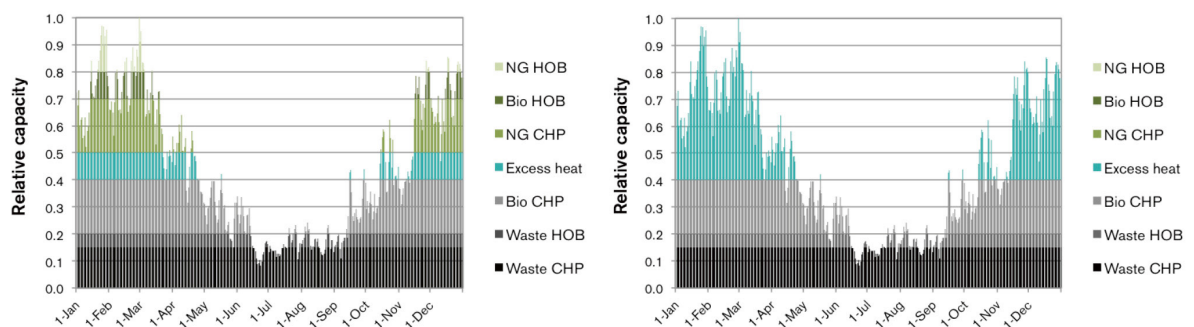 Relative capacity
1.0
0.9
0.8
0.7
0.6
0.5
0.4
0.3
0.2
0.1
0.0
1-Jan
1-Feb
1-Mar
1-Apr
1-May
1-Jun
1-Jul
1-Aug
1-Sep
1-Oct
1-Nov
1-Dec
NG HOB
Bio HOB
NG CHP
Excess heat
Bio CHP
Waste HOB
Waste CHP
Relative capacity
1.0
0.9
0.8
0.7
0.6
0.5
0.4
0.3
0.2
0.1
0.0
1-Jan
1-Feb
1-Mar
1-Apr
1-May
1-Jun
1-Jul
1-Aug
1-Sep
1-Oct
1-Nov
1-Dec
NG HOB
Bio HOB
NG CHP
Excess heat
Bio CHP
Waste HOB
Waste CHP